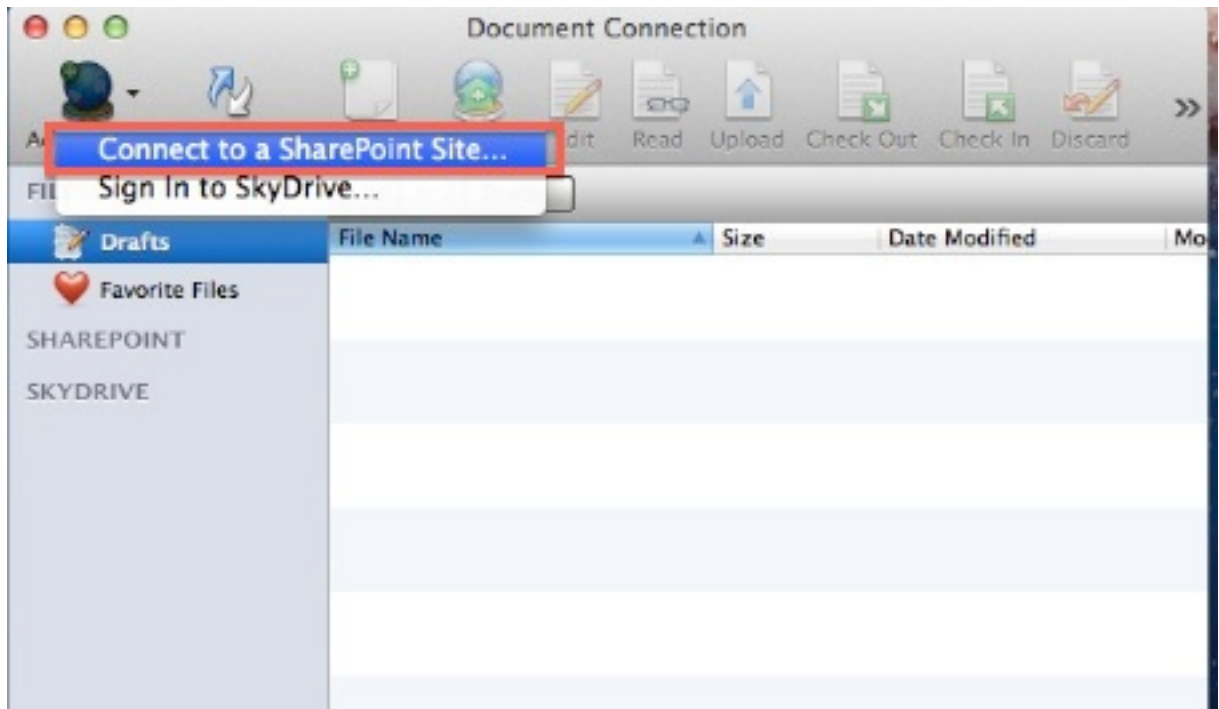 Document Connection
Read Upload Check Out Check In Discard
Connect to a SharePoint Site...
Sign In to SkyDrive...
Drafts
File Name Size Date Modified
Favorite Files
SHAREPOINT
SKYDRIVE